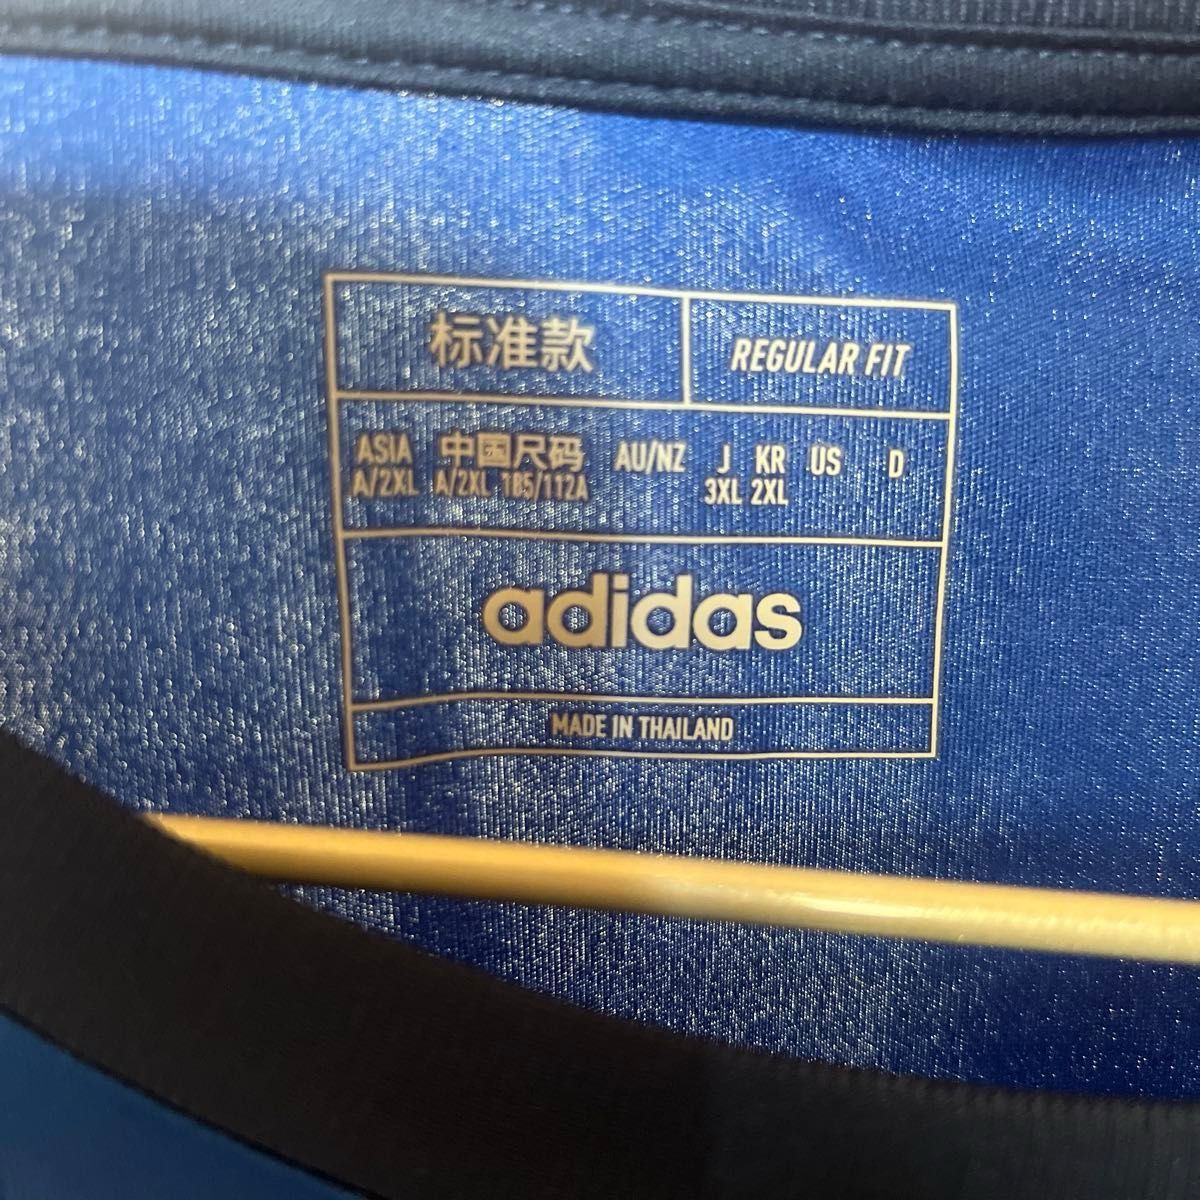 标准款 REGULAR FIT
ASIA 中国尺码 AU/NZ J KR US D
A/2XL A/2XL 185/112A 3XL 2XL
adidas
MADE IN THAILAND